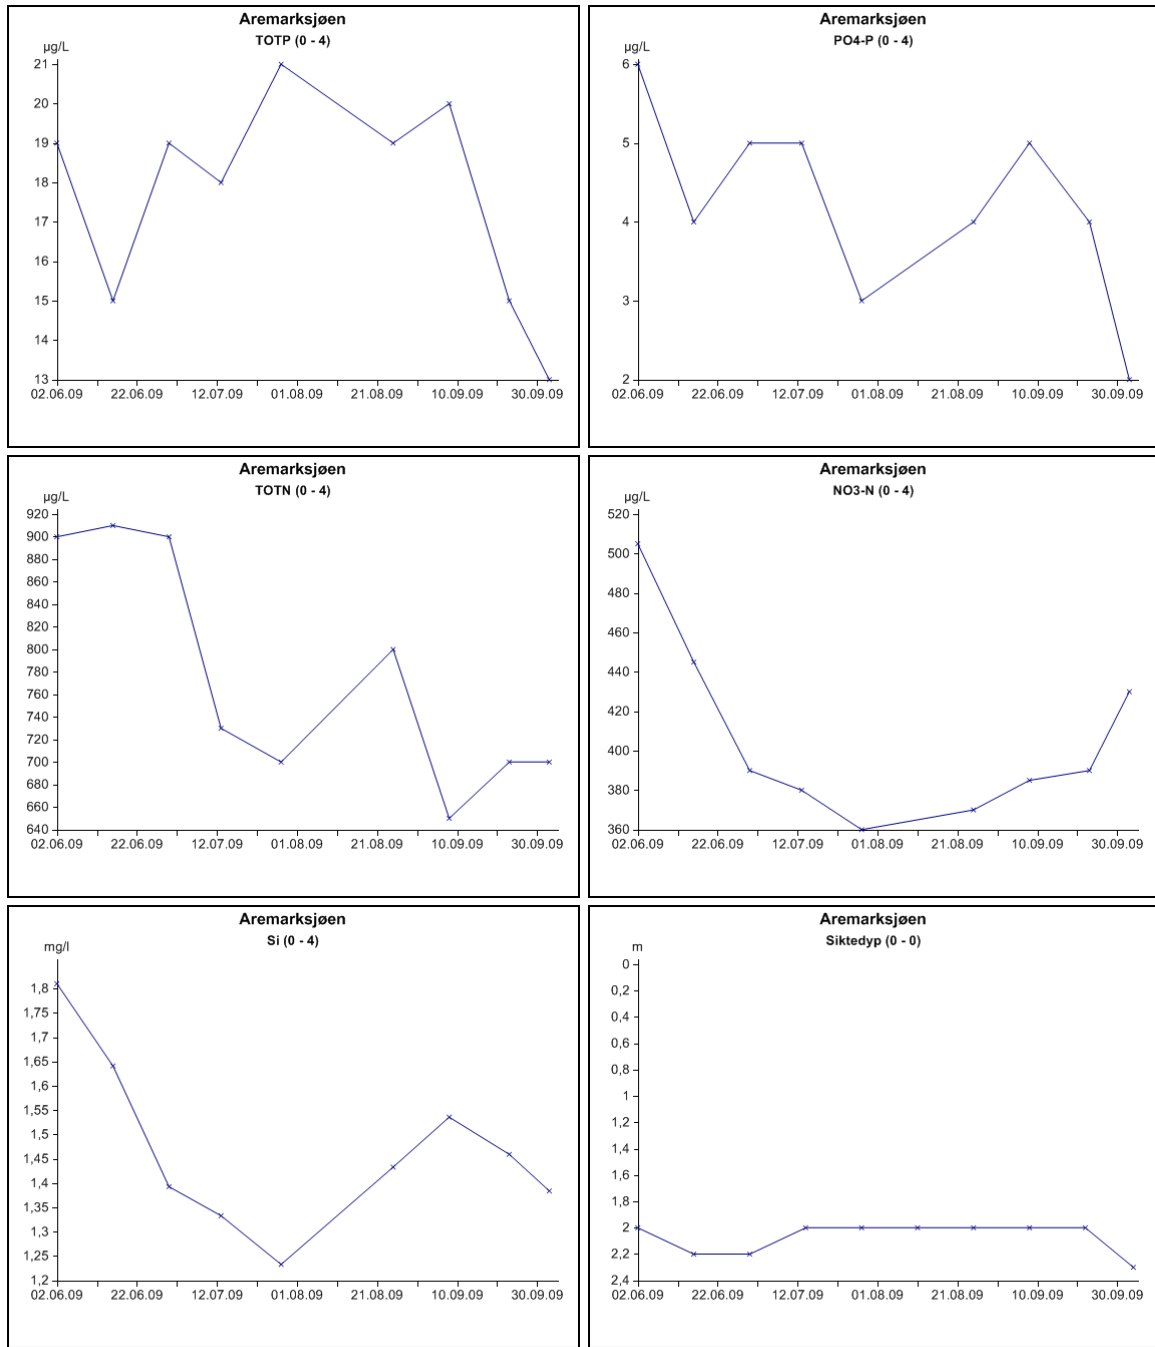 Aremarksjøen
TOTP (0 - 4)
µg/L
21
20
19
18
17
16
15
14
13
02.06.09 22.06.09 12.07.09 01.08.09 21.08.09 10.09.09 30.09.09
Aremarksjøen
PO4-P (0 - 4)
µg/L
6
5
4
3
2
02.06.09 22.06.09 12.07.09 01.08.09 21.08.09 10.09.09 30.09.09
Aremarksjøen
TOTN (0 - 4)
µg/L
920
900
880
860
840
820
800
780
760
740
720
700
680
660
640
02.06.09 22.06.09 12.07.09 01.08.09 21.08.09 10.09.09 30.09.09
Aremarksjøen
NO3-N (0 - 4)
µg/L
520
500
480
460
440
420
400
380
360
02.06.09 22.06.09 12.07.09 01.08.09 21.08.09 10.09.09 30.09.09
Aremarksjøen
Si (0 - 4)
mg/l
1,8
1,75
1,7
1,65
1,6
1,55
1,5
1,45
1,4
1,35
1,3
1,25
1,2
02.06.09 22.06.09 12.07.09 01.08.09 21.08.09 10.09.09 30.09.09
Aremarksjøen
Siktedyp (0 - 0)
m
0
0,2
0,4
0,6
0,8
1
1,2
1,4
1,6
1,8
2
2,2
2,4
02.06.09 22.06.09 12.07.09 01.08.09 21.08.09 10.09.09 30.09.09